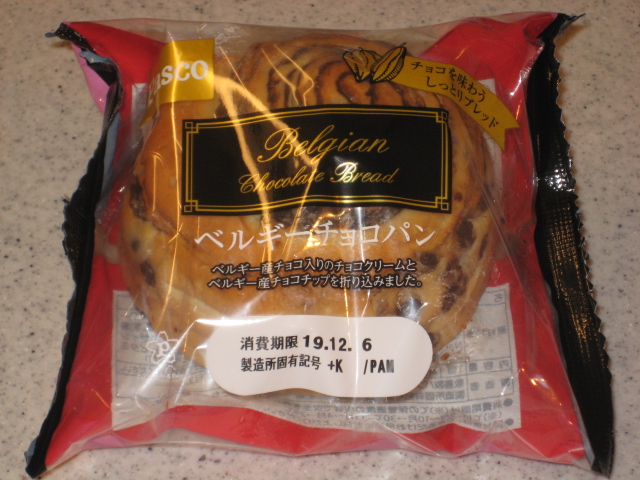 SCO
チョコを味わう
しっとりブレッド
Belgian
Chocolate Bread
ベルギーチョコパン
ベルギー産チョコ入りのチョコクリームと
ベルギー産チョコチップを折り込みました。
消費期限 19.12. 6
製造所固有記号 +K /PAM